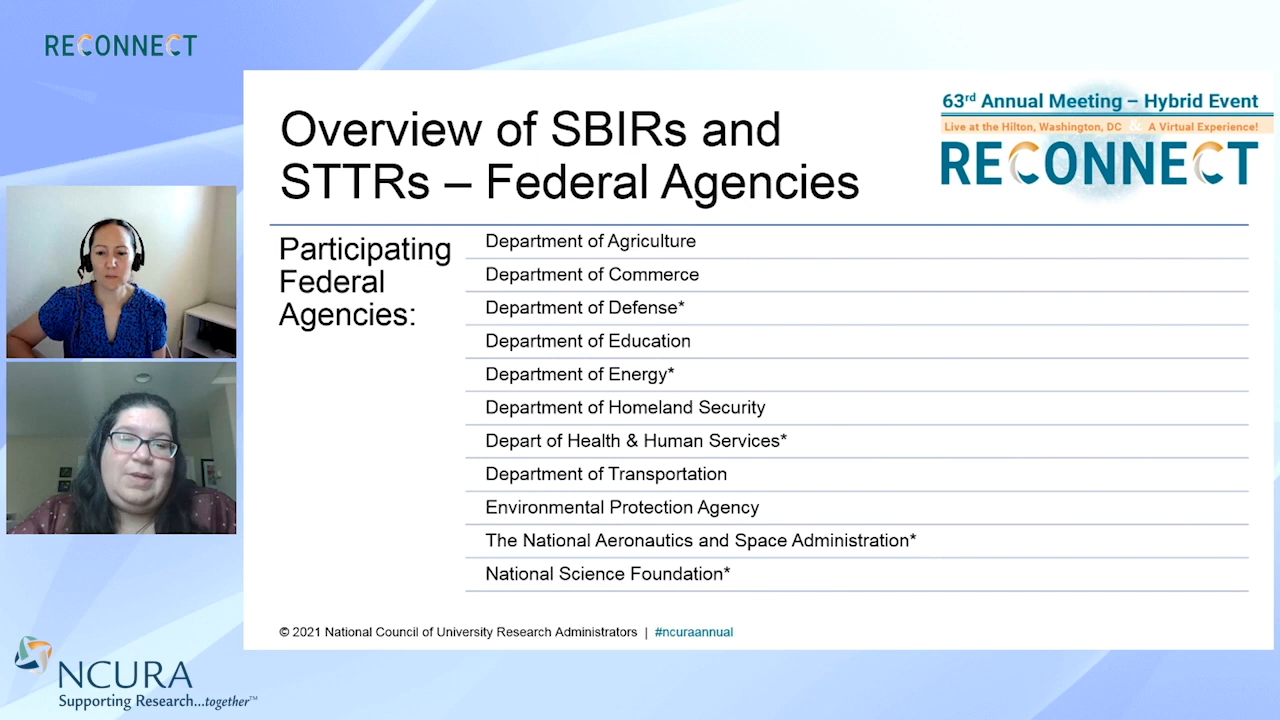 RECONNECT
63rd Annual Meeting – Hybrid Event
Live at the Hilton, Washington, DC & A Virtual Experience!
RECONNECT
Overview of SBIRs and
STTRs – Federal Agencies
Participating
Federal
Agencies:
Department of Agriculture
Department of Commerce
Department of Defense*
Department of Education
Department of Energy*
Department of Homeland Security
Depart of Health & Human Services*
Department of Transportation
Environmental Protection Agency
The National Aeronautics and Space Administration*
National Science Foundation*
© 2021 National Council of University Research Administrators | #ncuraannual
NCURA
Supporting Research...together™